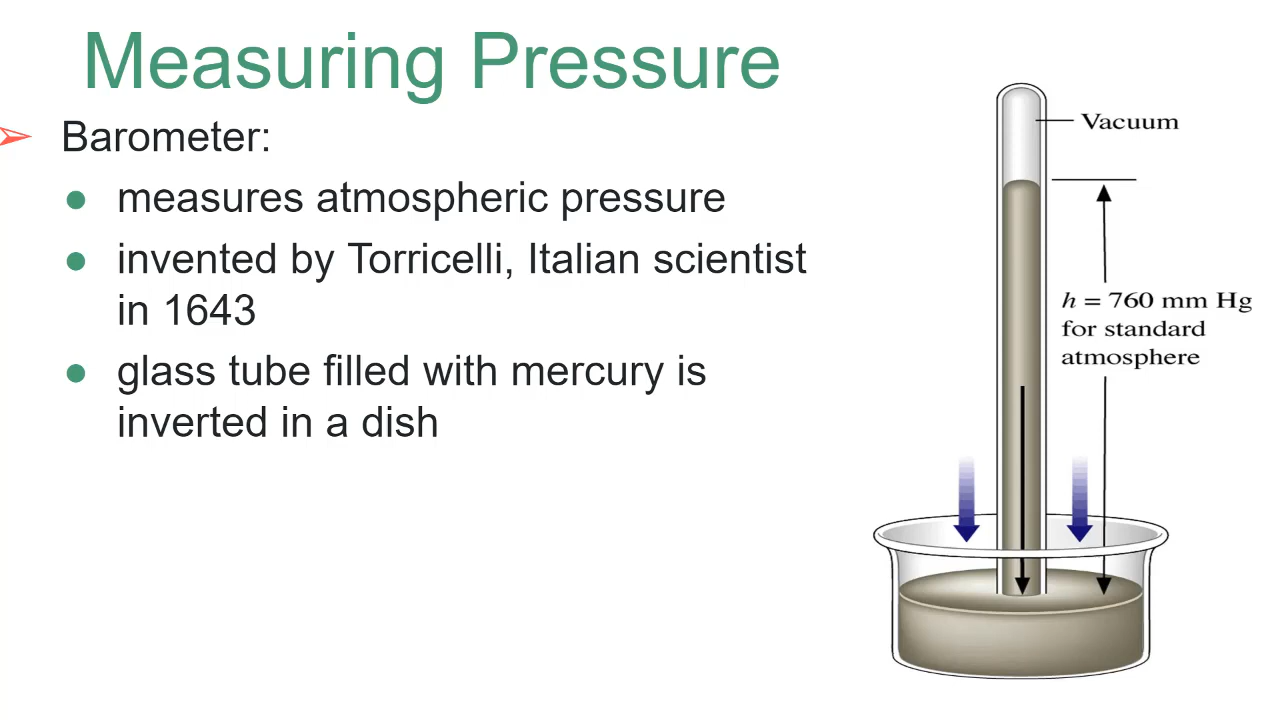 Measuring Pressure
➢ Barometer:
● measures atmospheric pressure
● invented by Torricelli, Italian scientist
in 1643
● glass tube filled with mercury is
inverted in a dish
Vacuum
h = 760 mm Hg
for standard
atmosphere